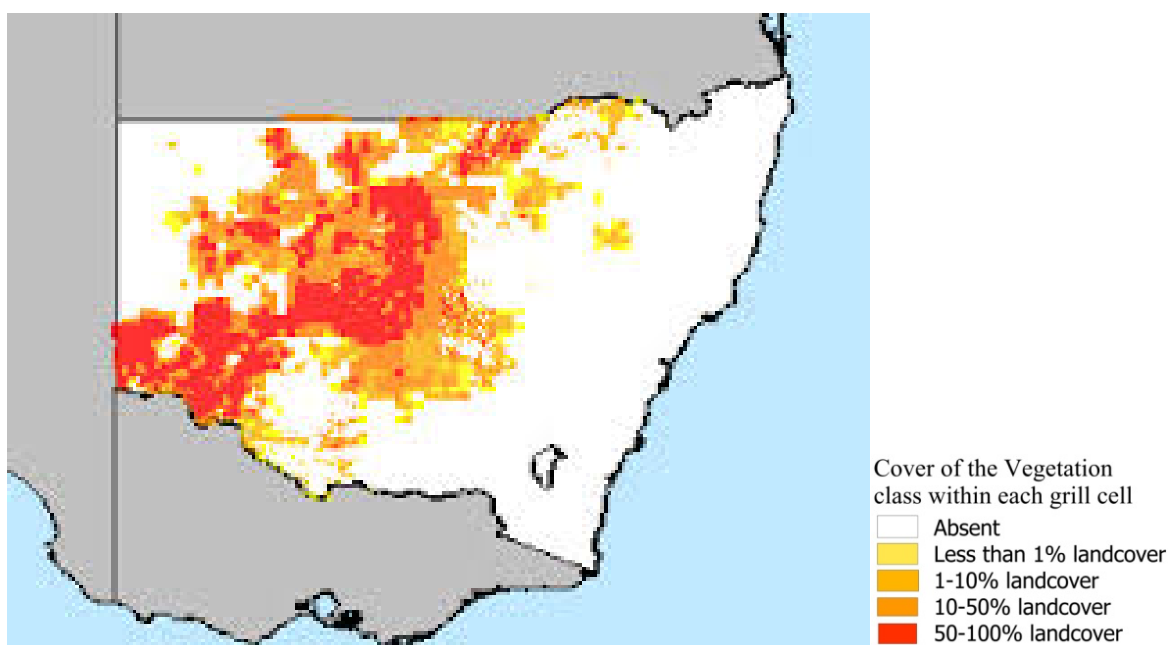 Cover of the Vegetation
class within each grill cell
Absent
Less than 1% landcover
1-10% landcover
10-50% landcover
50-100% landcover